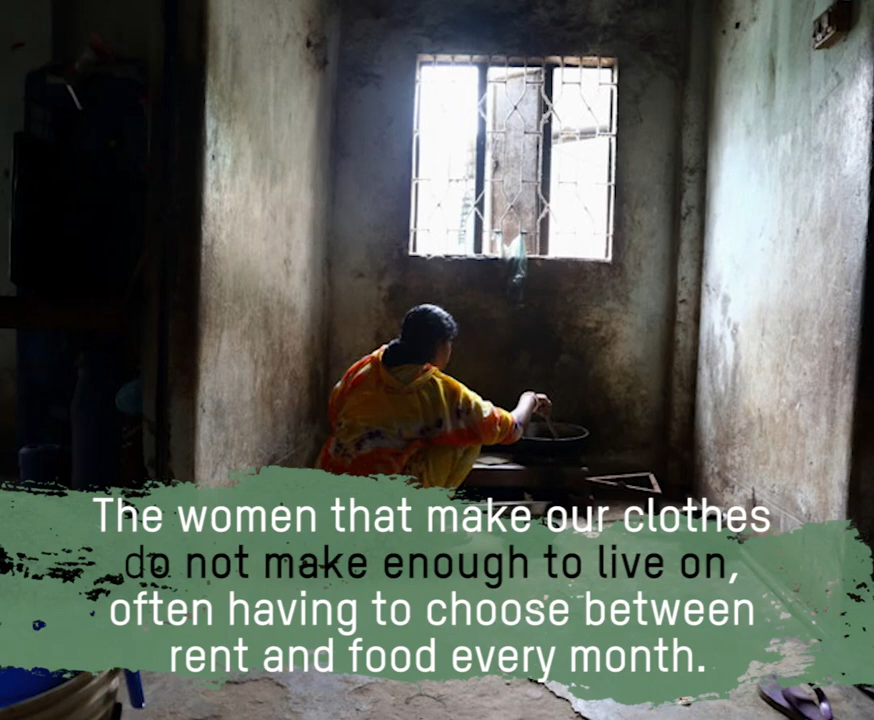 The women that make our clothes
do not make enough to live on,
often having to choose between
rent and food every month.